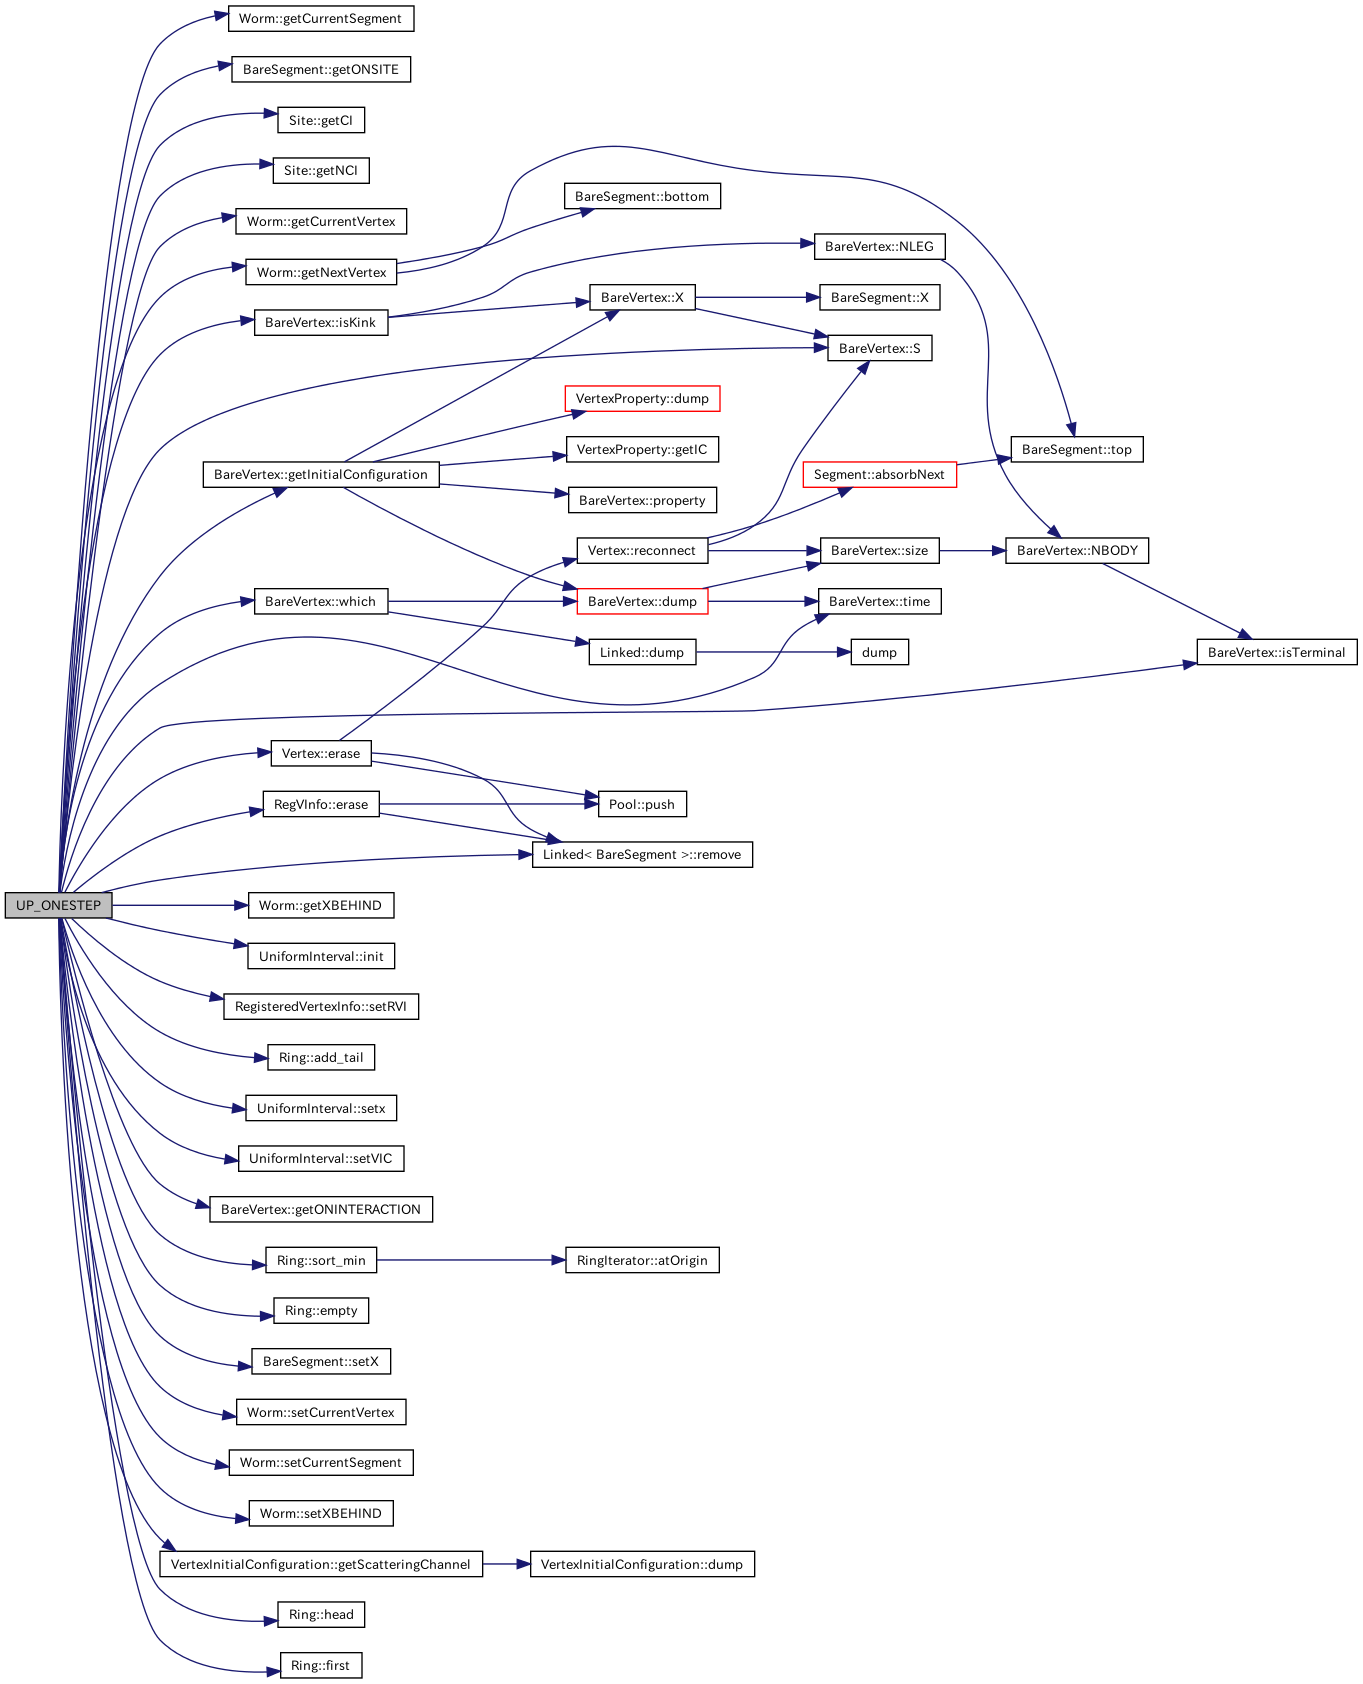 Worm::getCurrentSegment
BareSegment::getONSITE
Site::getCI
Site::getNCI
BareSegment::bottom
Worm::getCurrentVertex
BareVertex::NLEG
Worm::getNextVertex
BareVertex::X
BareSegment::X
BareVertex::isKink
BareVertex::S
VertexProperty::dump
VertexProperty::getIC
BareSegment::top
BareVertex::getInitialConfiguration
Segment::absorbNext
BareVertex::property
Vertex::reconnect
BareVertex::size
BareVertex::NBODY
BareVertex::which
BareVertex::dump
BareVertex::time
Linked::dump
dump
BareVertex::isTerminal
Vertex::erase
RegVInfo::erase
Pool::push
Linked< BareSegment >::remove
UP_ONESTEP
Worm::getXBEHIND
UniformInterval::init
RegisteredVertexInfo::setRVI
Ring::add_tail
UniformInterval::setx
UniformInterval::setVIC
BareVertex::getONINTERACTION
Ring::sort_min
RingIterator::atOrigin
Ring::empty
BareSegment::setX
Worm::setCurrentVertex
Worm::setCurrentSegment
Worm::setXBEHIND
VertexInitialConfiguration::getScatteringChannel
VertexInitialConfiguration::dump
Ring::head
Ring::first